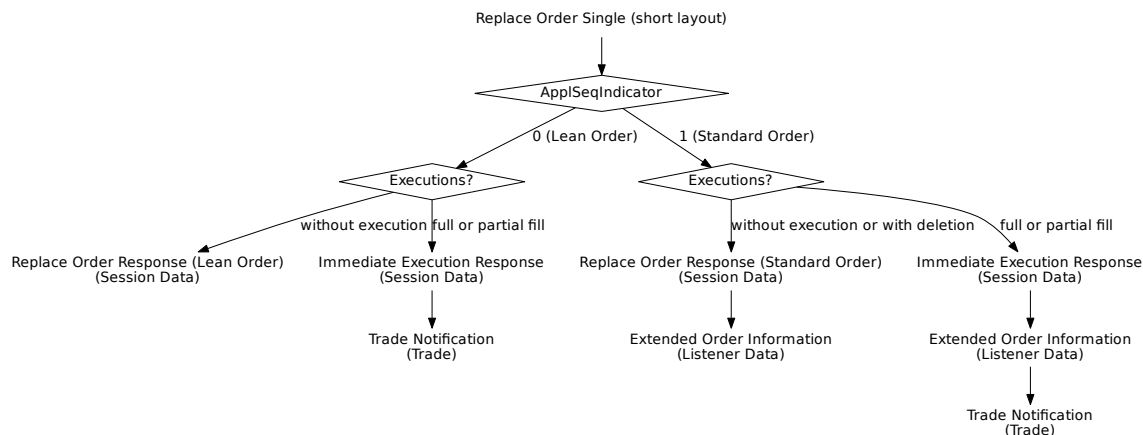 Replace Order Single (short layout)
ApplSeqIndicator
0 (Lean Order)
1 (Standard Order)
Executions?
Executions?
without execution
full or partial fill
without execution or with deletion
full or partial fill
Replace Order Response (Lean Order)
(Session Data)
Immediate Execution Response
(Session Data)
Replace Order Response (Standard Order)
(Session Data)
Immediate Execution Response
(Session Data)
Trade Notification
(Trade)
Extended Order Information
(Listener Data)
Extended Order Information
(Listener Data)
Trade Notification
(Trade)